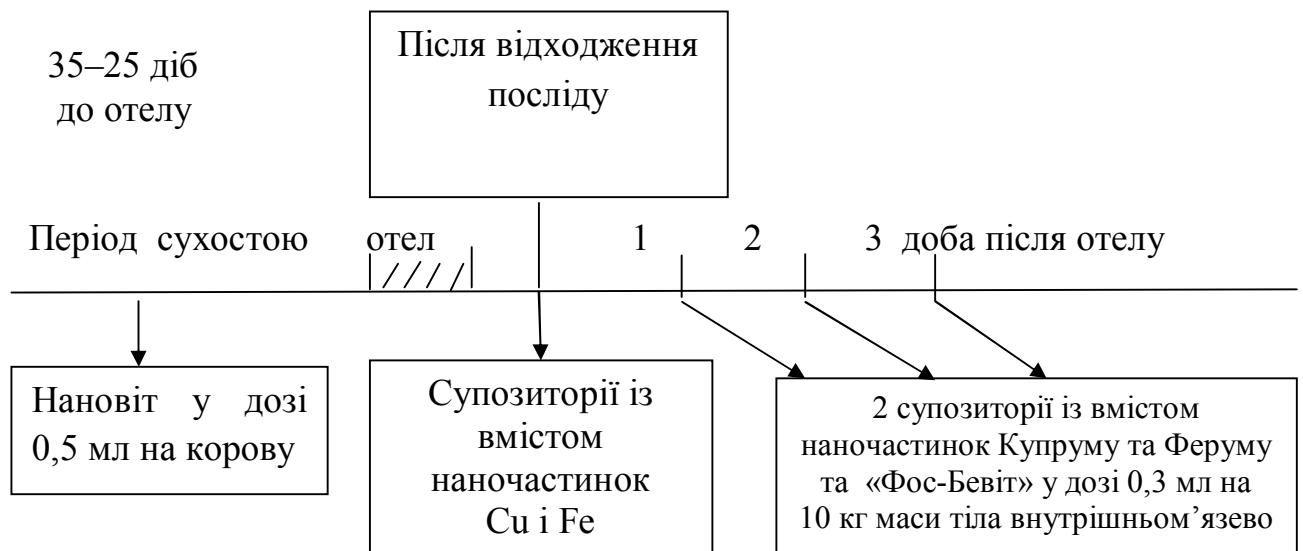 35–25 діб
до отелу
Після відходження
посліду
Період сухостою отел 1 2 3 доба після отелу
Нановіт у дозі
0,5 мл на корову
Супозиторії із
вмістом
наночастинок
Cu і Fe
2 супозиторії із вмістом
наночастинок Купруму та Феруму
та «Фос-Бевіт» у дозі 0,3 мл на
10 кг маси тіла внутрішньом’язево